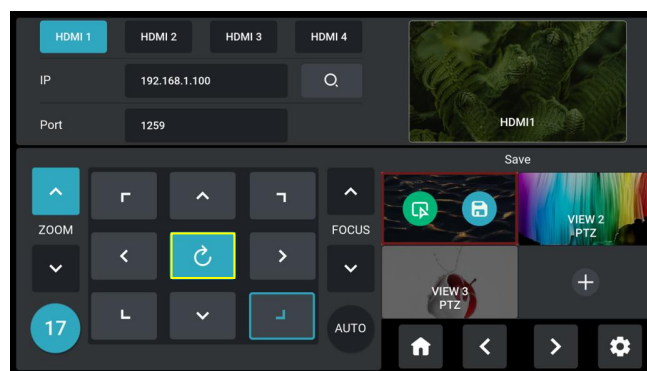 HDMI 1 HDMI 2 HDMI 3 HDMI 4
IP 192.168.1.100
Port 1259
HDMI1
Save
ZOOM
FOCUS
17
AUTO
VIEW 2
PTZ
VIEW 3
PTZ